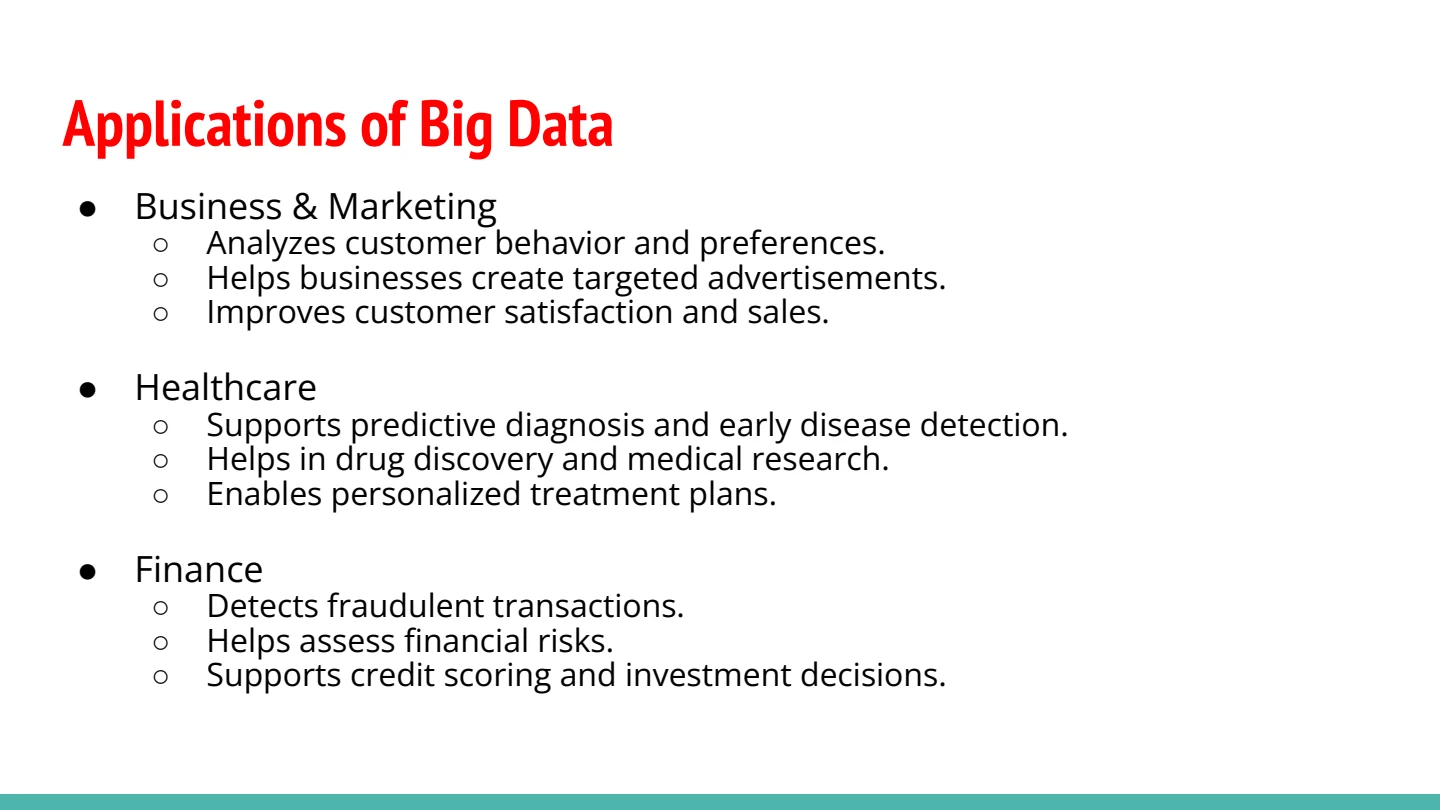 Applications of Big Data
● Business & Marketing
○ Analyzes customer behavior and preferences.
○ Helps businesses create targeted advertisements.
○ Improves customer satisfaction and sales.
● Healthcare
○ Supports predictive diagnosis and early disease detection.
○ Helps in drug discovery and medical research.
○ Enables personalized treatment plans.
● Finance
○ Detects fraudulent transactions.
○ Helps assess financial risks.
○ Supports credit scoring and investment decisions.